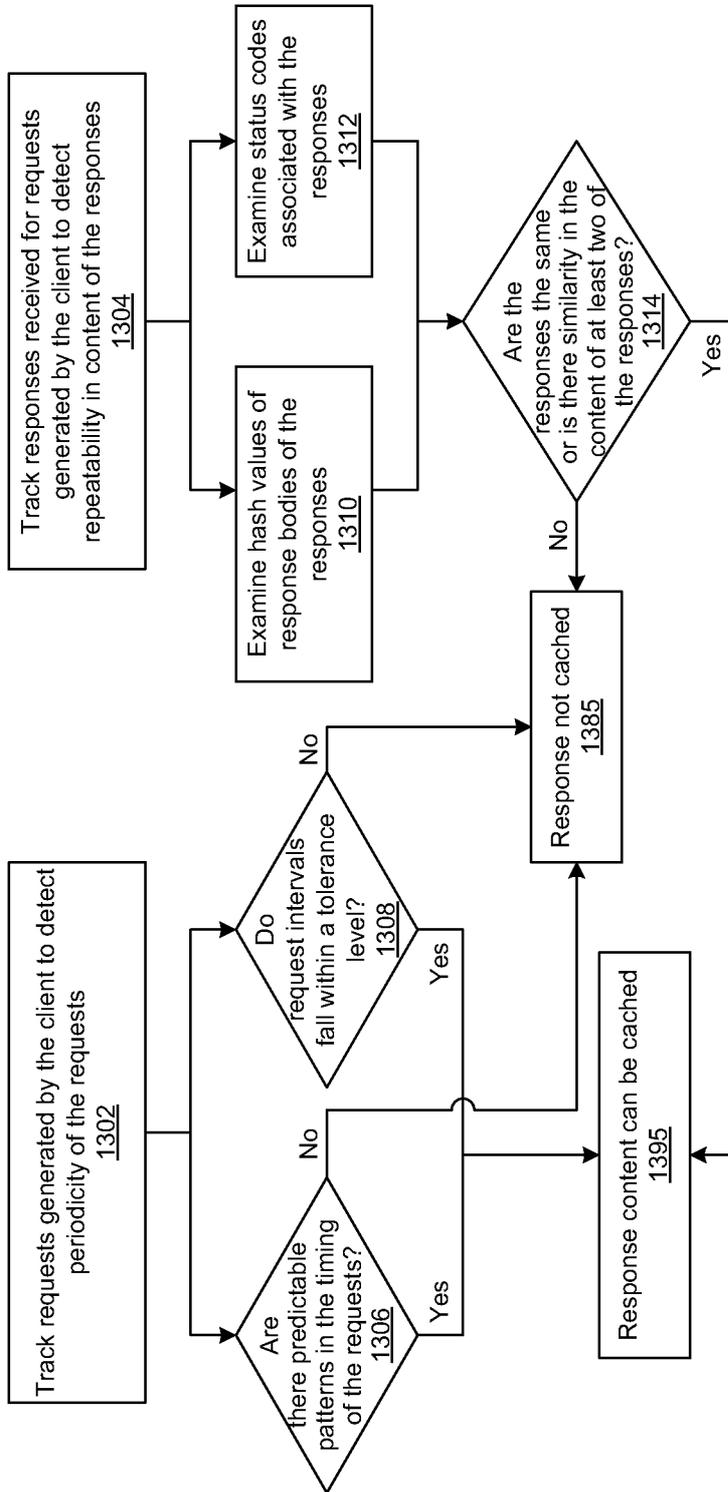 Track requests generated by the client to detect
periodicity of the requests
1302
Track responses received for requests
generated by the client to detect
repeatability in content of the responses
1304
Are
there predictable
patterns in the timing
of the requests?
1306
No
Yes
Do
request intervals
fall within a tolerance
level?
1308
No
Yes
Examine hash values of
response bodies of the
responses
1310
Examine status codes
associated with the
responses
1312
Are the
responses the same
or is there similarity in the
content of at least two of
the responses?
1314
No
Yes
Response not cached
1385
Response content can be cached
1395